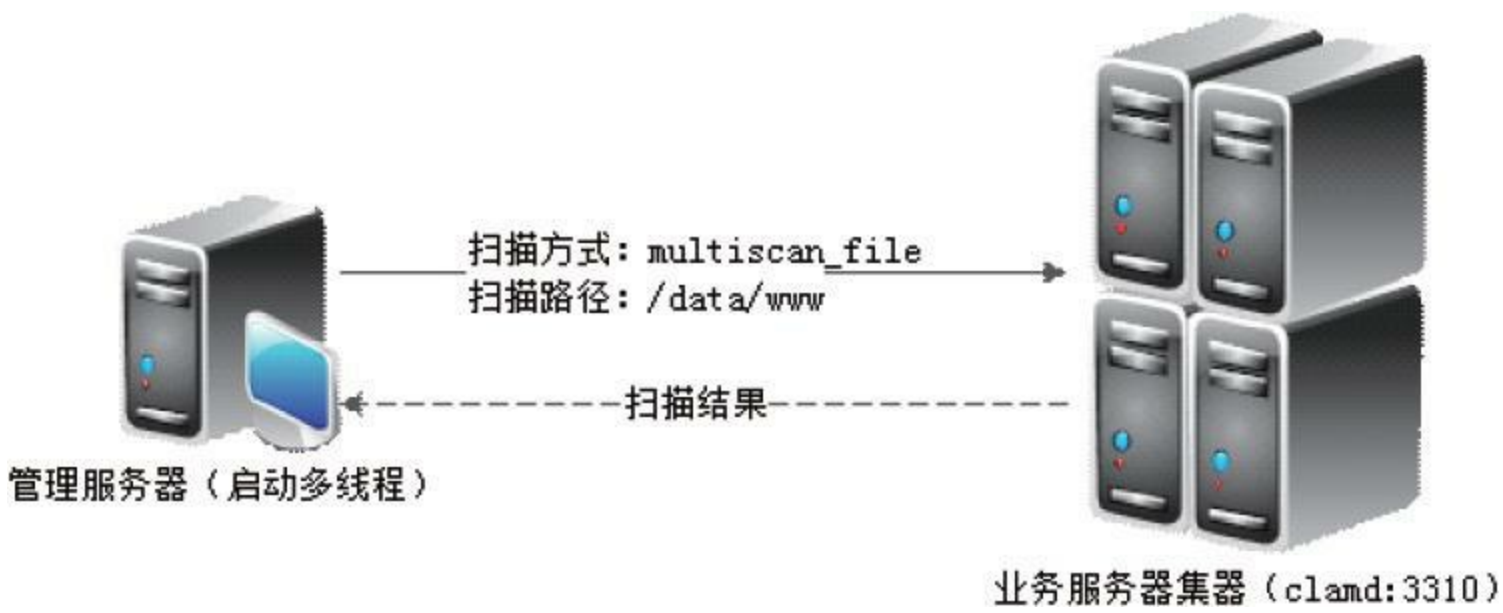 扫描方式：multiscan_file
扫描路径：/data/www
扫描结果
管理服务器（启动多线程）
业务服务器集器（clamd:3310）